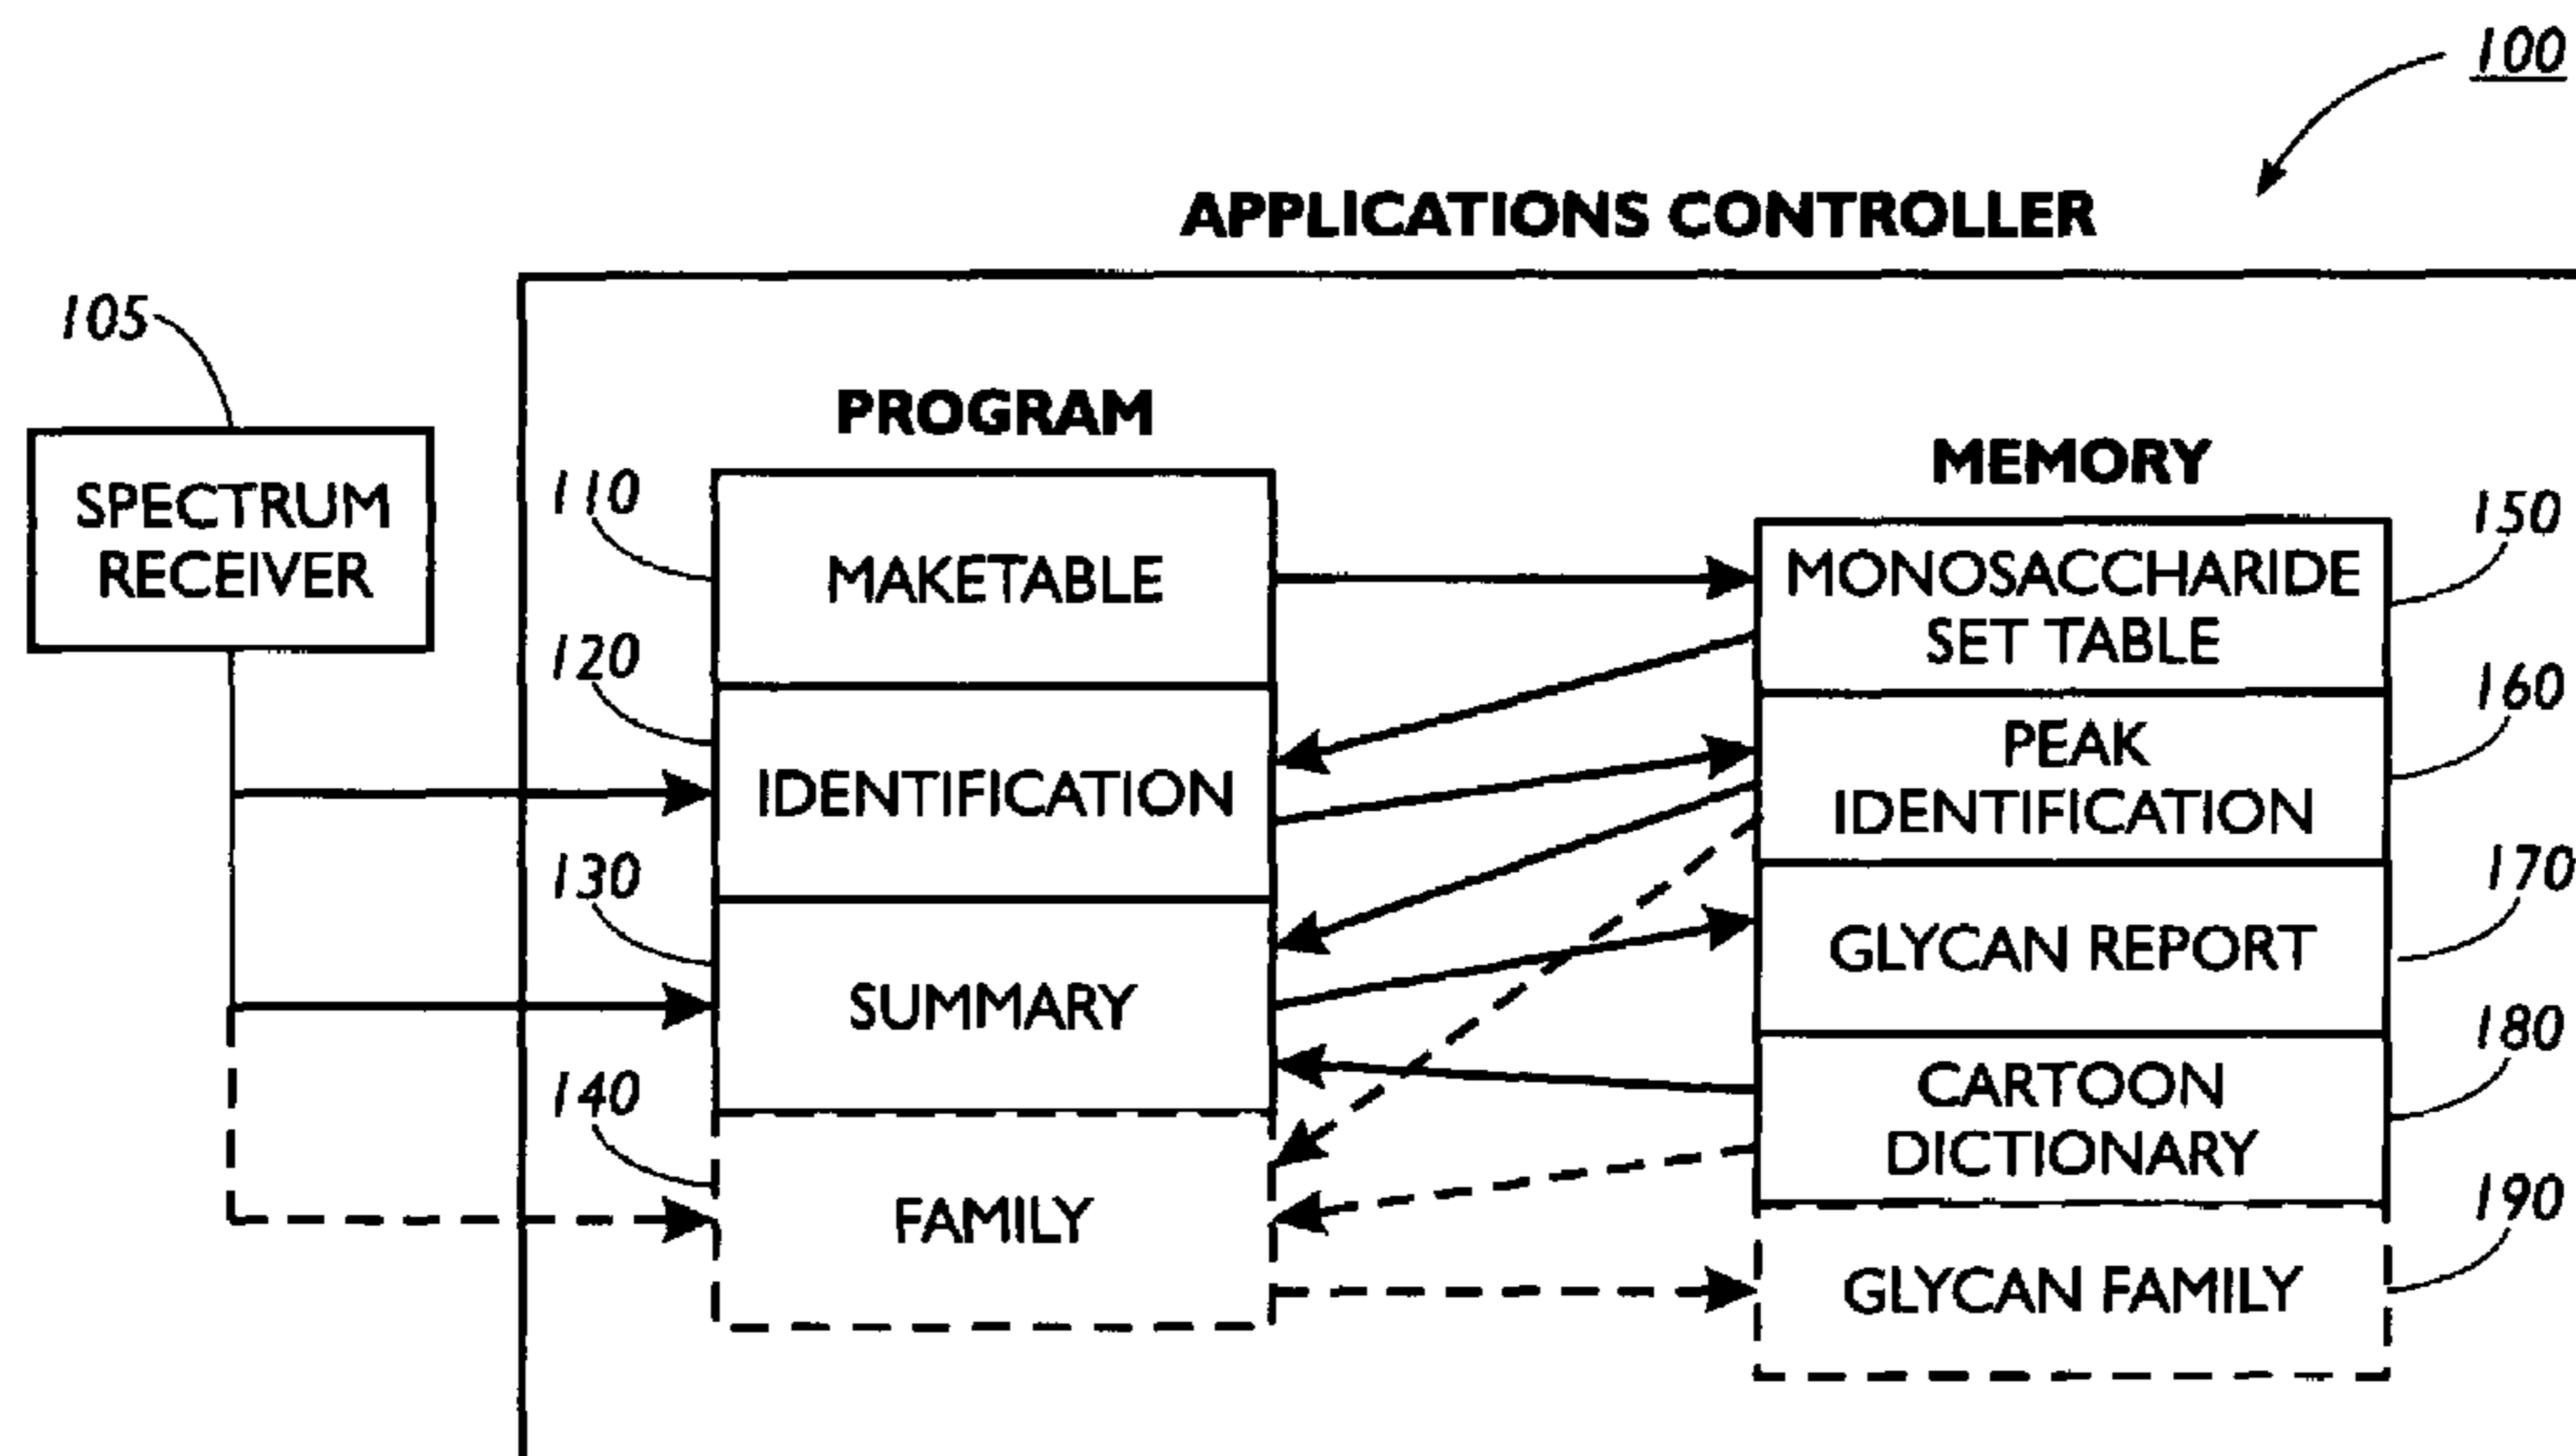 100
APPLICATIONS CONTROLLER
105
SPECTRUM
RECEIVER
PROGRAM
110
MAKETABLE
120
IDENTIFICATION
130
SUMMARY
140
FAMILY
MEMORY
MONOSACCHARIDE
SET TABLE
150
PEAK
IDENTIFICATION
160
GLYCAN REPORT
170
CARTOON
DICTIONARY
180
GLYCAN FAMILY
190